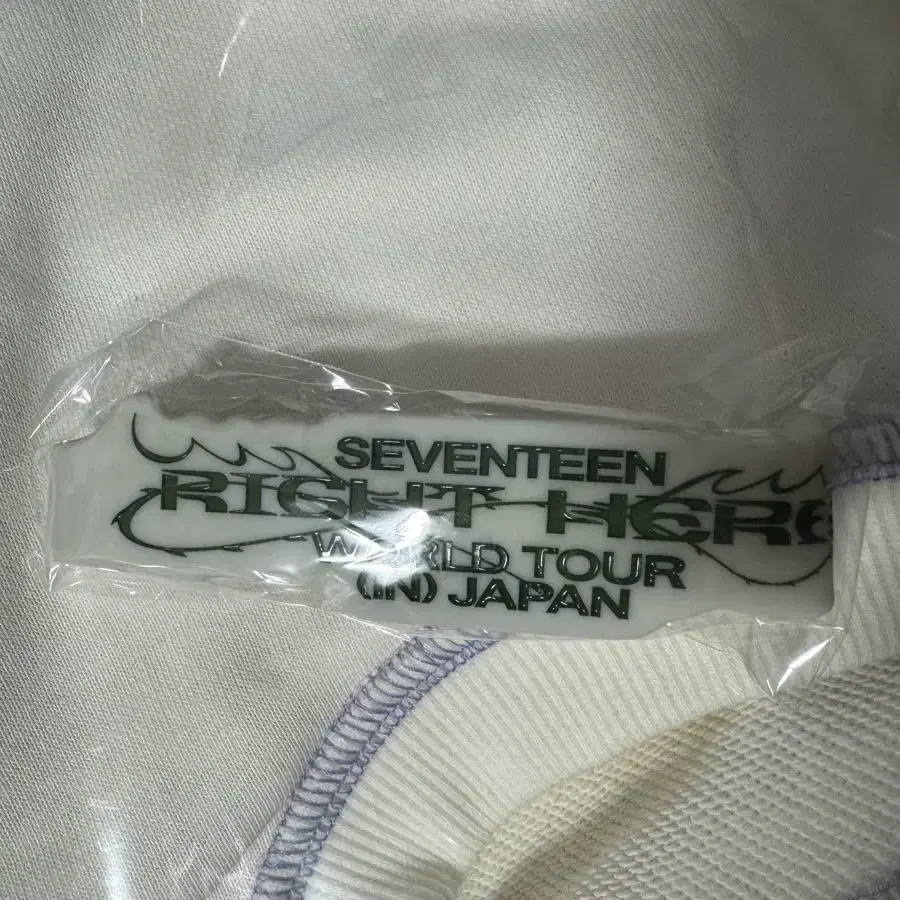 SEVENTEEN
RIGHT HERE
WORLD TOUR
(IN) JAPAN